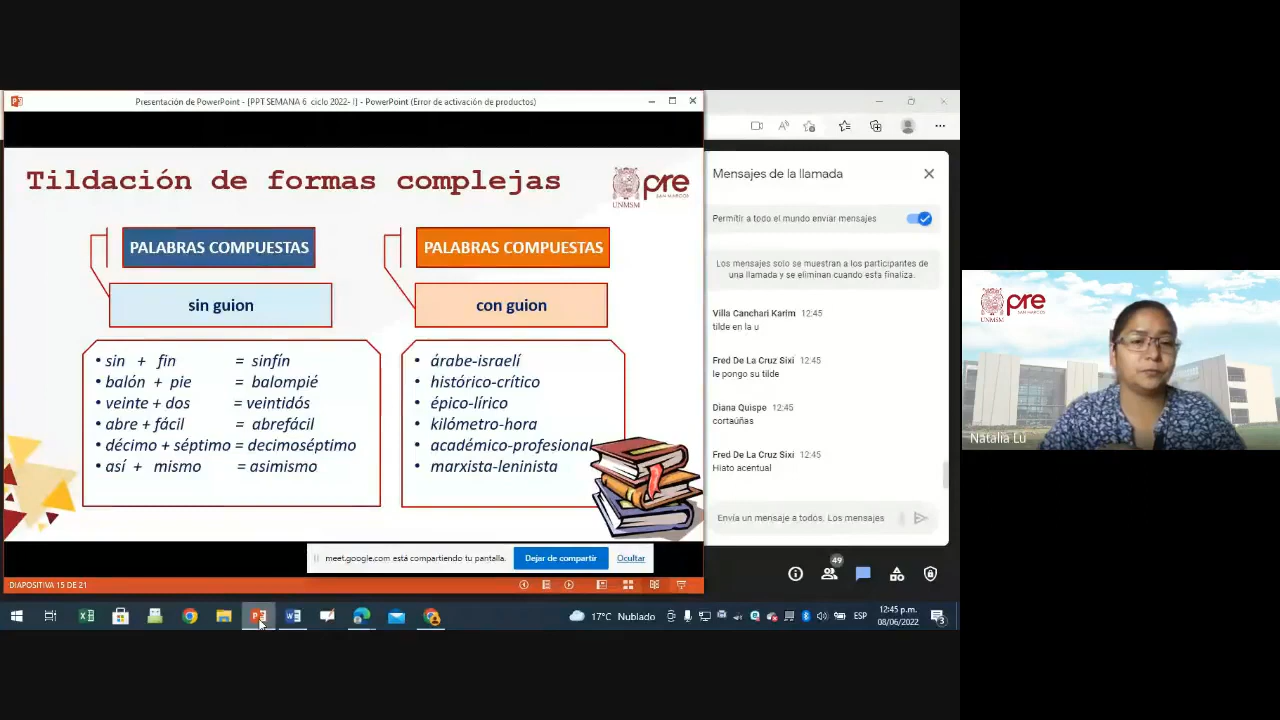 Presentación de PowerPoint - [PPT SEMANA 6 ciclo 2022- I] - PowerPoint (Error de activación de productos)
Tildación de formas complejas
UNMSM
pre
SAN MARCOS
PALABRAS COMPUESTAS
sin guion
• sin + fin = sinfín
• balón + pie = balompié
• veinte + dos = veintidós
• abre + fácil = abrefácil
• décimo + séptimo = decimoséptimo
• así + mismo = asimismo
PALABRAS COMPUESTAS
con guion
• árabe-israelí
• histórico-crítico
• épico-lírico
• kilómetro-hora
• académico-profesional
• marxista-leninista
meet.google.com está compartiendo tu pantalla.
Dejar de compartir
Ocultar
DIAPOSITIVA 15 DE 21
Mensajes de la llamada
Permitir a todo el mundo enviar mensajes
Los mensajes solo se muestran a los participantes de
una llamada y se eliminan cuando esta finaliza.
Villa Canchari Karim 12:45
tilde en la u
Fred De La Cruz Sixi 12:45
le pongo su tilde
Diana Quispe 12:45
cortaúñas
Fred De La Cruz Sixi 12:45
Hiato acentual
Envía un mensaje a todos. Los mensajes
49
17°C Nublado
ESP
12:45 p.m.
08/06/2022
3
UNMSM
pre
SAN MARCOS
Natalia Lu